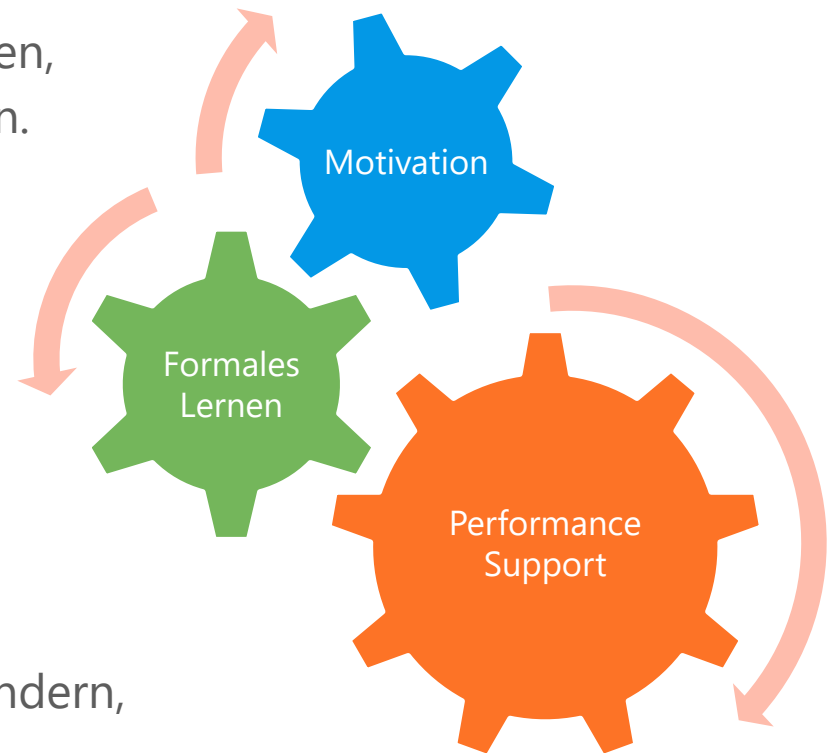 en,
n.
Motivation
Formales
Lernen
Performance
Support
ndern,